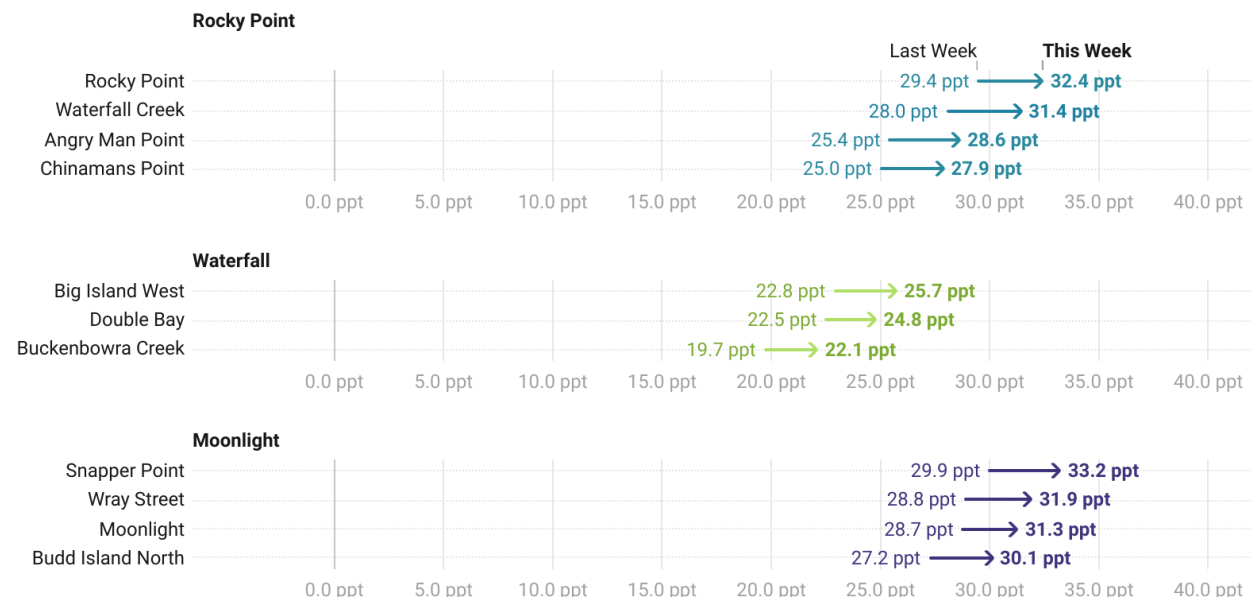 Rocky Point
Last Week This Week
Rocky Point 29.4 ppt 32.4 ppt
Waterfall Creek 28.0 ppt 31.4 ppt
Angry Man Point 25.4 ppt 28.6 ppt
Chinamans Point 25.0 ppt 27.9 ppt
0.0 ppt 5.0 ppt 10.0 ppt 15.0 ppt 20.0 ppt 25.0 ppt 30.0 ppt 35.0 ppt 40.0 ppt
Waterfall
Big Island West 22.8 ppt 25.7 ppt
Double Bay 22.5 ppt 24.8 ppt
Buckenbowra Creek 19.7 ppt 22.1 ppt
0.0 ppt 5.0 ppt 10.0 ppt 15.0 ppt 20.0 ppt 25.0 ppt 30.0 ppt 35.0 ppt 40.0 ppt
Moonlight
Snapper Point 29.9 ppt 33.2 ppt
Wray Street 28.8 ppt 31.9 ppt
Moonlight 28.7 ppt 31.3 ppt
Budd Island North 27.2 ppt 30.1 ppt
0.0 ppt 5.0 ppt 10.0 ppt 15.0 ppt 20.0 ppt 25.0 ppt 30.0 ppt 35.0 ppt 40.0 ppt